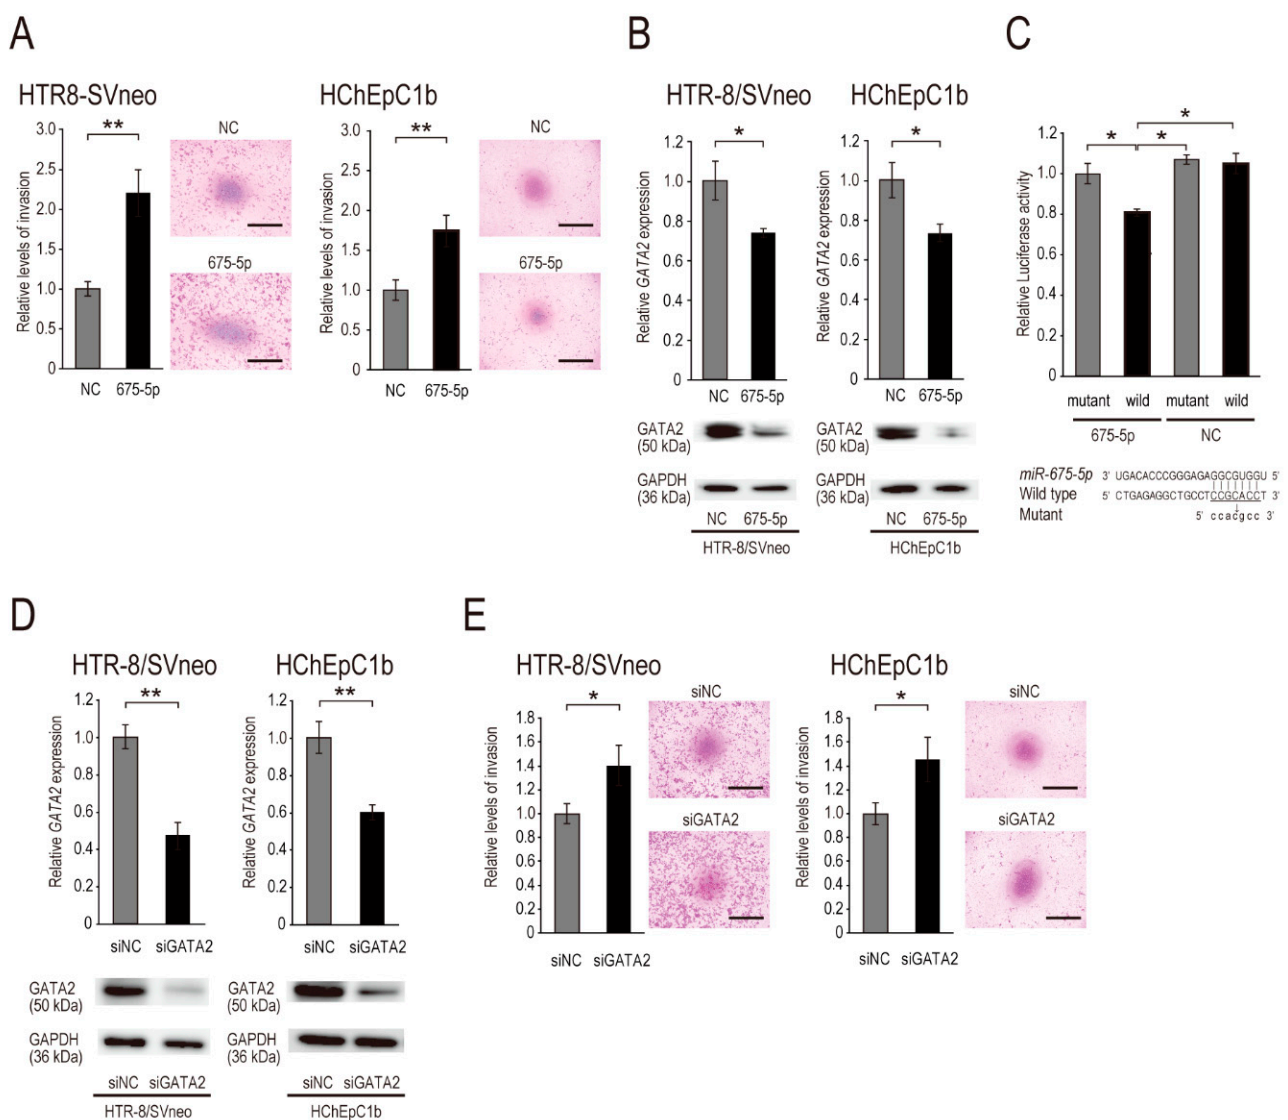 A
HTR8-SVneo
Relative levels of invasion
3.0
2.5
2.0
1.5
1.0
0.5
0
**
NC 675-5p
NC
675-5p
HChEpC1b
Relative levels of invasion
3.0
2.5
2.0
1.5
1.0
0.5
0
**
NC 675-5p
NC
675-5p
B
HTR-8/SVneo
Relative GATA2 expression
1.2
1.0
0.8
0.6
0.4
0.2
0
*
NC 675-5p
HChEpC1b
Relative GATA2 expression
1.2
1.0
0.8
0.6
0.4
0.2
0
*
NC 675-5p
GATA2
(50 kDa)
GAPDH
(36 kDa)
NC 675-5p
HTR-8/SVneo
GATA2
(50 kDa)
GAPDH
(36 kDa)
NC 675-5p
HChEpC1b
C
Relative Luciferase activity
1.2
1.0
0.8
0.6
0.4
1.2
0
*
* *
mutant wild mutant wild
675-5p NC
miR-675-5p 3' UGACACCCGGGAGAGGCGUGGU 5'
Wild type 5' CTGAGAGGCTGCCTCCGCACCT 3'
Mutant 5' ccacgcc 3'
D
HTR-8/SVneo
Relative GATA2 expression
1.2
1.0
0.8
0.6
0.4
0.2
0
**
siNC siGATA2
HChEpC1b
Relative GATA2 expression
1.2
1.0
0.8
0.6
0.4
0.2
0
**
siNC siGATA2
GATA2
(50 kDa)
GAPDH
(36 kDa)
siNC siGATA2
HTR-8/SVneo
GATA2
(50 kDa)
GAPDH
(36 kDa)
siNC siGATA2
HChEpC1b
E
HTR-8/SVneo
Relative levels of invasion
1.8
1.6
1.4
1.2
1.0
0.8
0.6
0.4
0.2
0
*
siNC siGATA2
siNC
siGATA2
HChEpC1b
Relative levels of invasion
1.8
1.6
1.4
1.2
1.0
0.8
0.6
0.4
0.2
0
*
siNC siGATA2
siNC
siGATA2